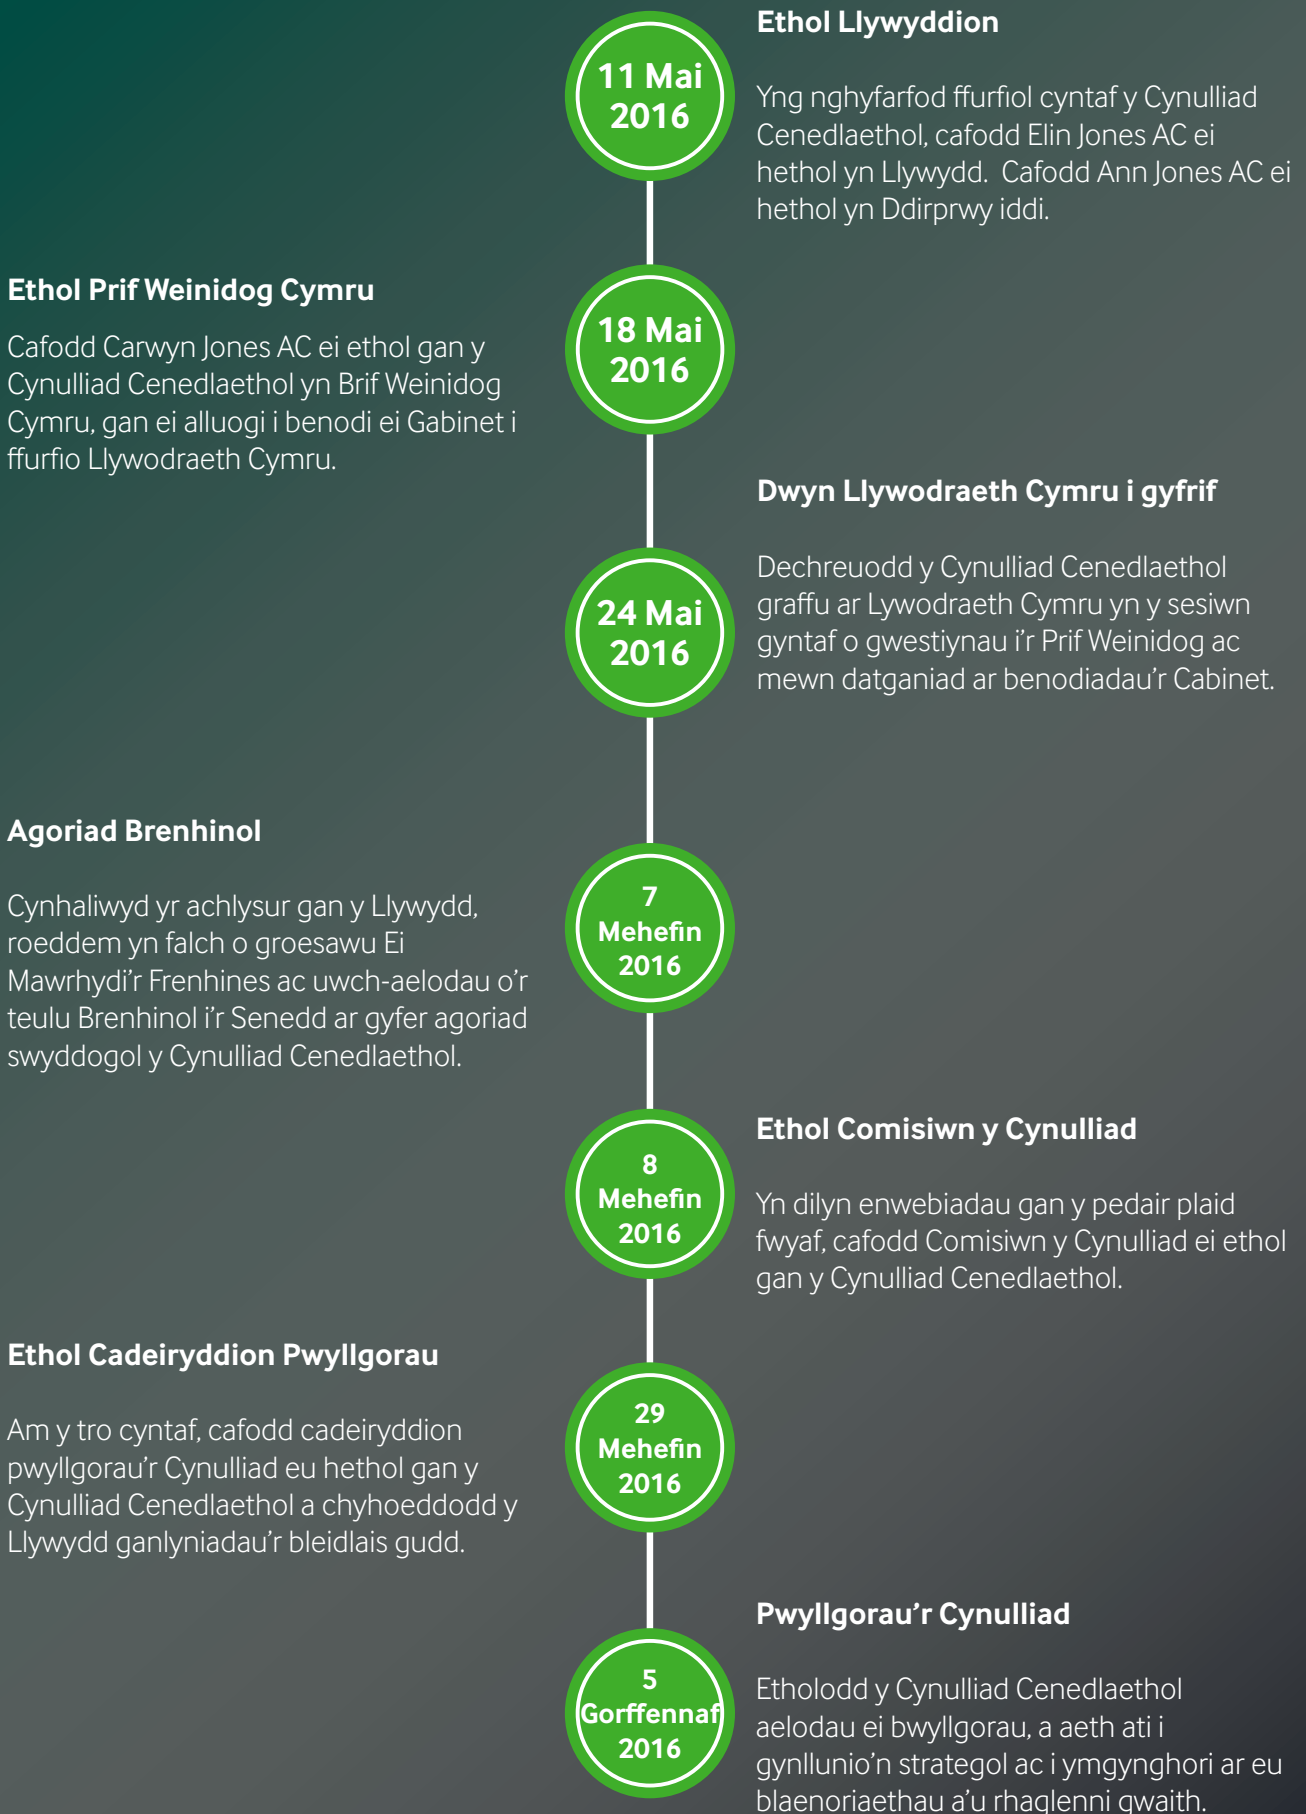 11 Mai
2016
Ethol Llywyddion
Yng nghyfarfod ffurfiol cyntaf y Cynulliad
Cenedlaethol, cafodd Elin Jones AC ei
hethol yn Llywydd.  Cafodd Ann Jones AC ei
hethol yn Ddirprwy iddi.
18 Mai
2016
Ethol Prif Weinidog Cymru
Cafodd Carwyn Jones AC ei ethol gan y
Cynulliad Cenedlaethol yn Brif Weinidog
Cymru, gan ei alluogi i benodi ei Gabinet i
ffurfio Llywodraeth Cymru.
24 Mai
2016
Dwyn Llywodraeth Cymru i gyfrif
Dechreuodd y Cynulliad Cenedlaethol
graffu ar Lywodraeth Cymru yn y sesiwn
gyntaf o gwestiynau i’r Prif Weinidog ac
mewn datganiad ar benodiadau’r Cabinet.
7
Mehefin
2016
Agoriad Brenhinol
Cynhaliwyd yr achlysur gan y Llywydd,
roeddem yn falch o groesawu Ei
Mawrhydi’r Frenhines ac uwch-aelodau o’r
teulu Brenhinol i’r Senedd ar gyfer agoriad
swyddogol y Cynulliad Cenedlaethol.
8
Mehefin
2016
Ethol Comisiwn y Cynulliad
Yn dilyn enwebiadau gan y pedair plaid
fwyaf, cafodd Comisiwn y Cynulliad ei ethol
gan y Cynulliad Cenedlaethol.
29
Mehefin
2016
Ethol Cadeiryddion Pwyllgorau
Am y tro cyntaf, cafodd cadeiryddion
pwyllgorau’r Cynulliad eu hethol gan y
Cynulliad Cenedlaethol a chyhoeddodd y
Llywydd ganlyniadau’r bleidlais gudd.
5
Gorffennaf
2016
Pwyllgorau’r Cynulliad
Etholodd y Cynulliad Cenedlaethol
aelodau ei bwyllgorau, a aeth ati i
gynllunio’n strategol ac i ymgynghori ar eu
blaenoriaethau a’u rhaglenni gwaith.